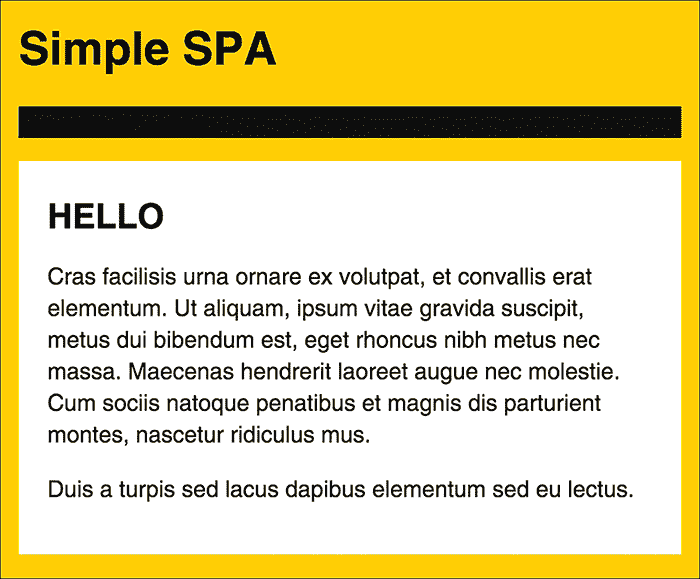 Simple SPA
HELLO
Cras facilisis urna ornare ex volutpat, et convallis erat
elementum. Ut aliquam, ipsum vitae gravida suscipit,
metus dui bibendum est, eget rhoncus nibh metus nec
massa. Maecenas hendrerit laoreet augue nec molestie.
Cum sociis natoque penatibus et magnis dis parturient
montes, nascetur ridiculus mus.
Duis a turpis sed lacus dapibus elementum sed eu lectus.